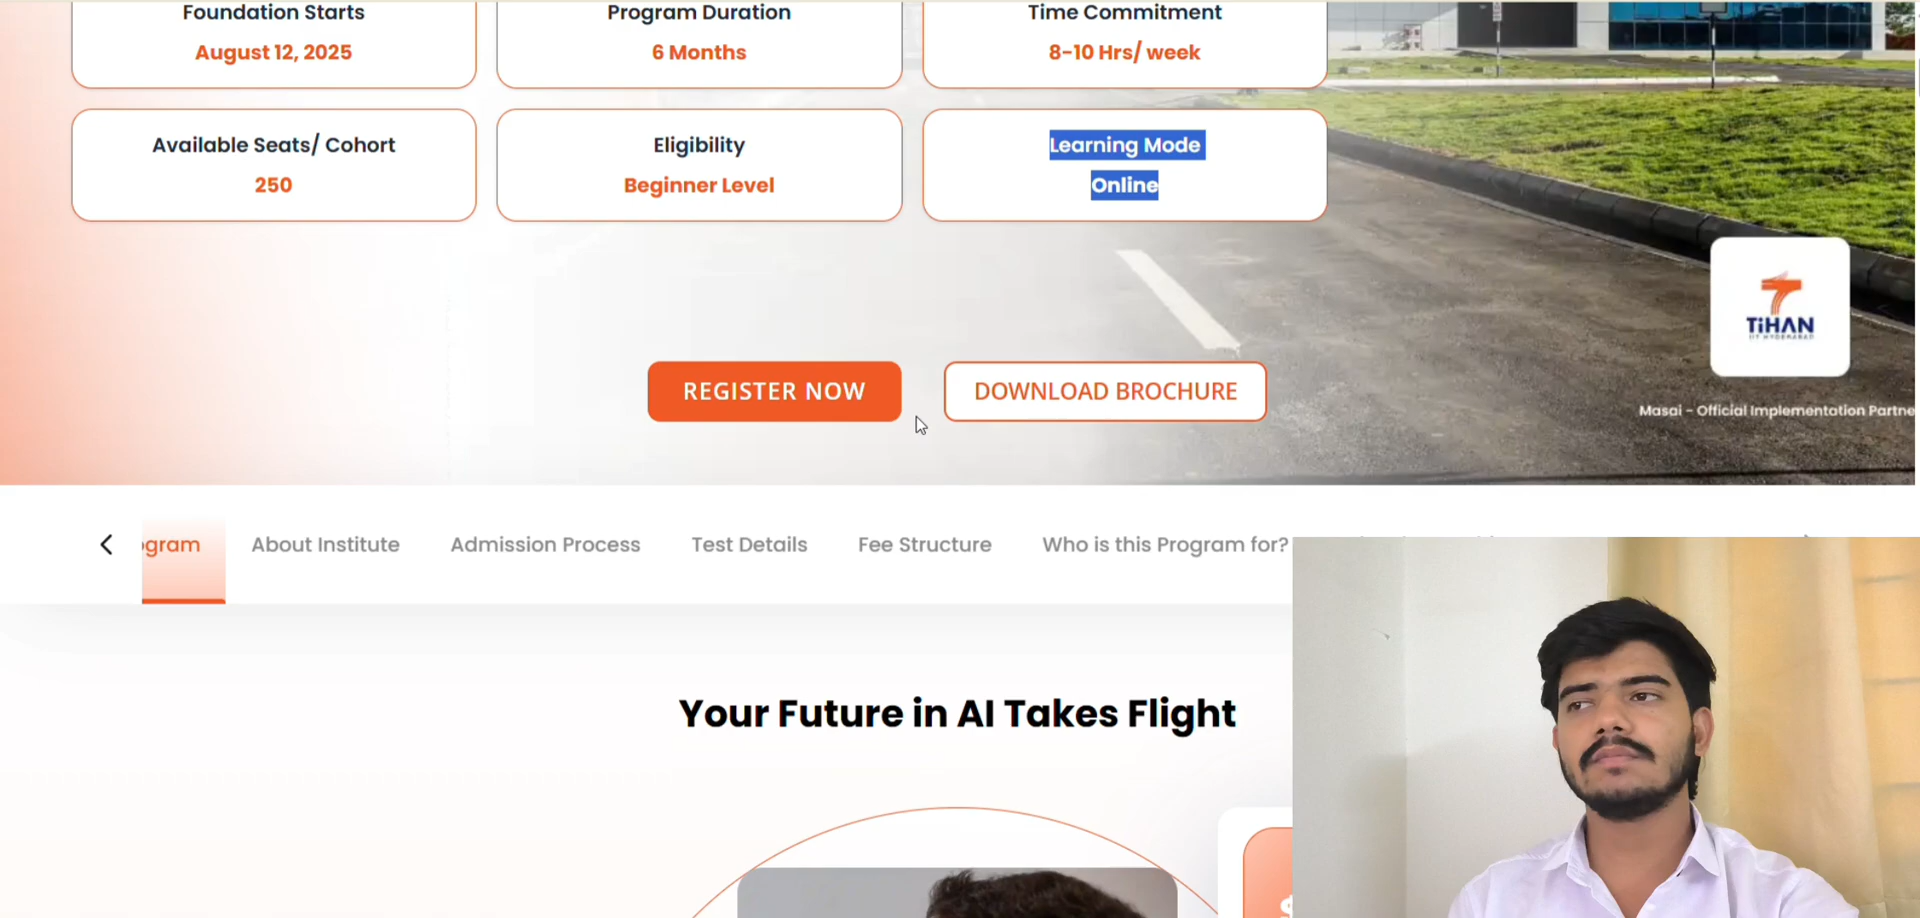 Foundation Starts
August 12, 2025
Program Duration
6 Months
Time Commitment
8-10 Hrs/ week
Available Seats/ Cohort
250
Eligibility
Beginner Level
Learning Mode
Online
TiHAN
REGISTER NOW
DOWNLOAD BROCHURE
Masai - Official Implementation Partne
ogram
About Institute
Admission Process
Test Details
Fee Structure
Who is this Program for?
Your Future in AI Takes Flight